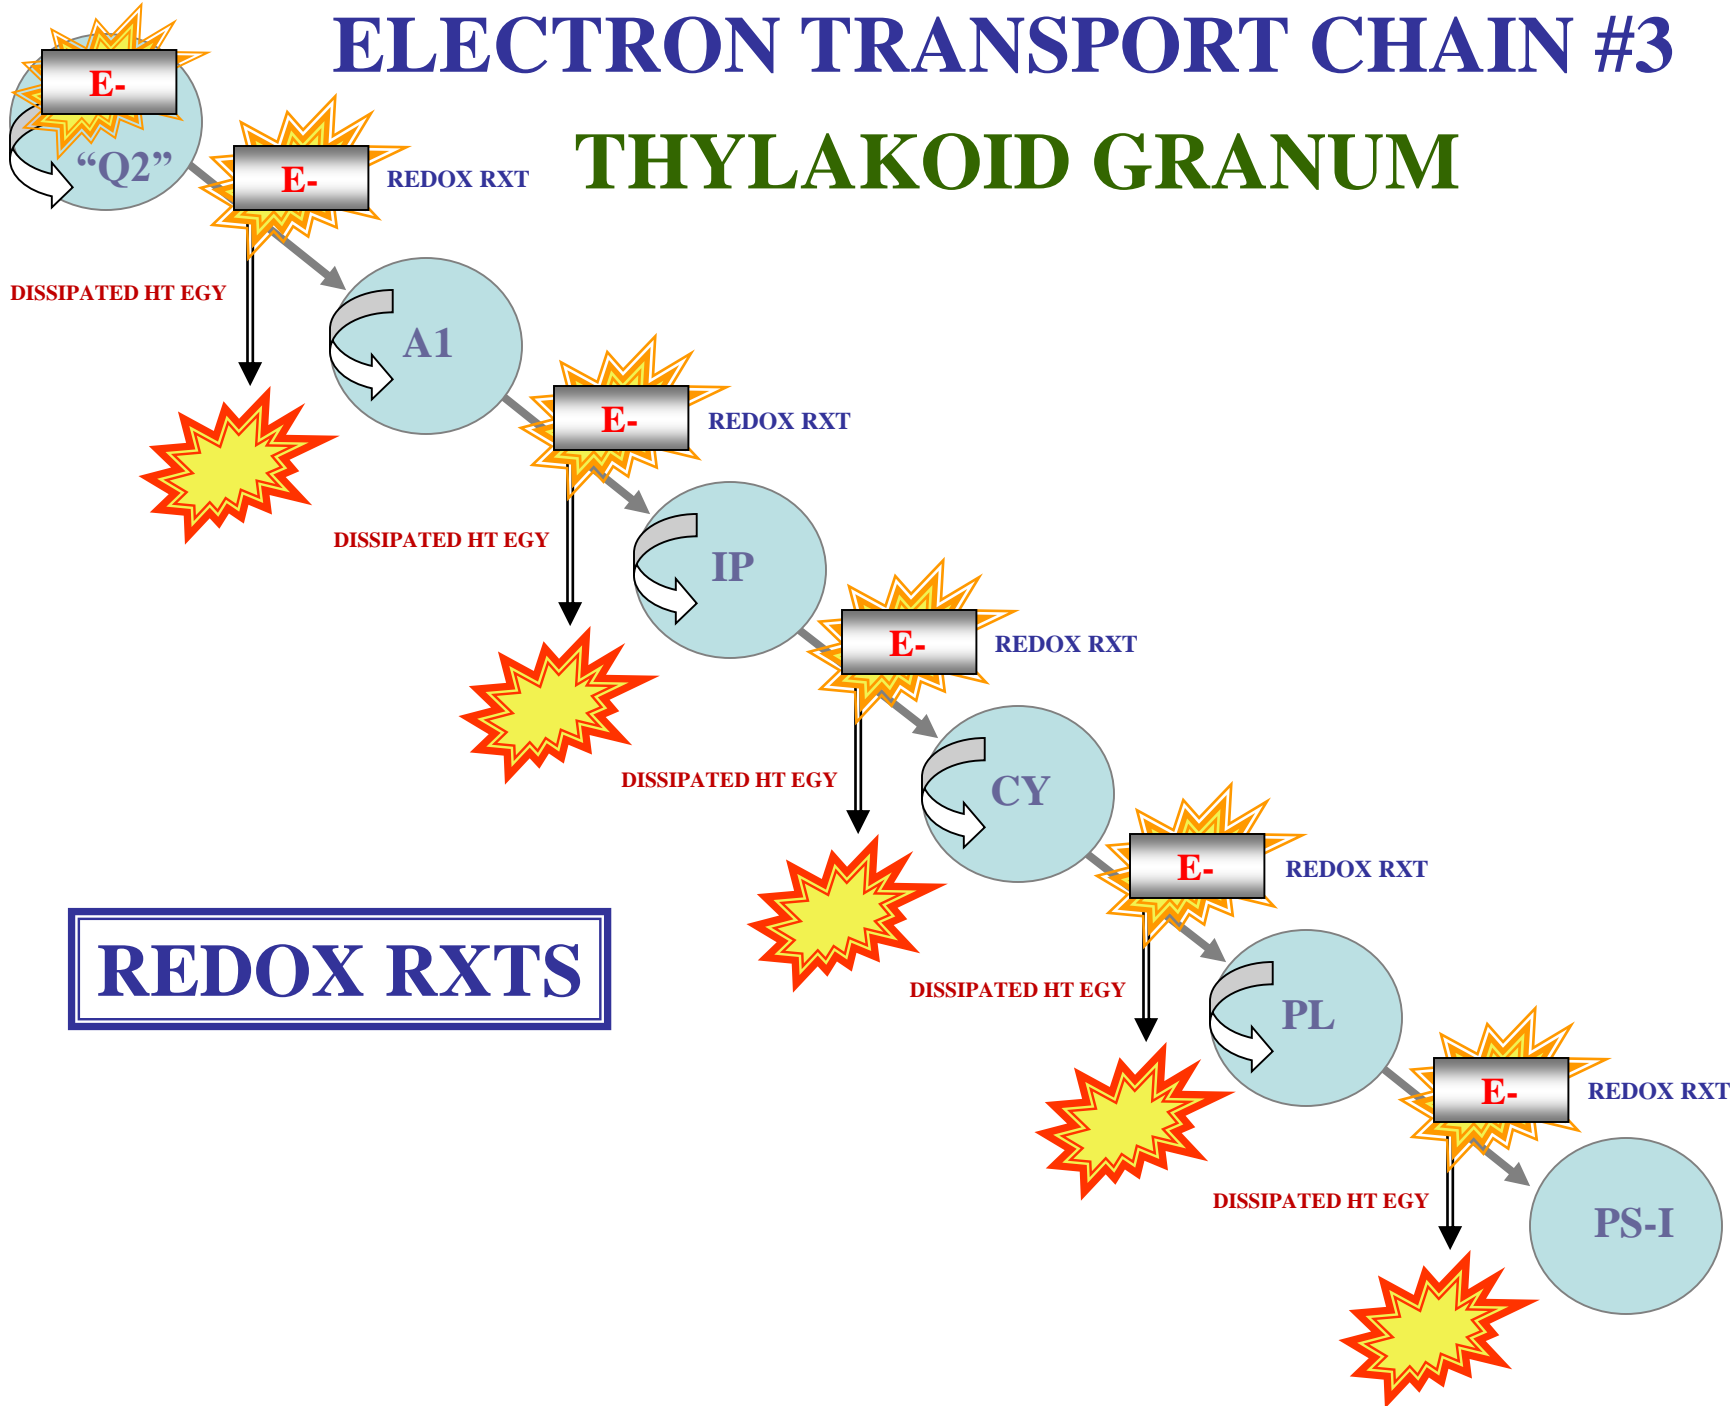 ELECTRON TRANSPORT CHAIN #3
E-
THYLAKOID GRANUM
“Q2”
E-
REDOX RXT
DISSIPATED HT EGY
A1
E-
REDOX RXT
DISSIPATED HT EGY
IP
E-
REDOX RXT
DISSIPATED HT EGY
CY
E-
REDOX RXT
REDOX RXTS
DISSIPATED HT EGY
PL
E-
REDOX RXT
DISSIPATED HT EGY
PS-I